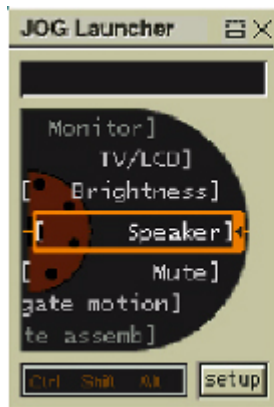 JOG Launcher
Monitor]
TV/LCD]
[ Brightness]
[ Speaker]
[ Mute]
gate motion]
te assemb]
Ctrl Shift Alt
setup